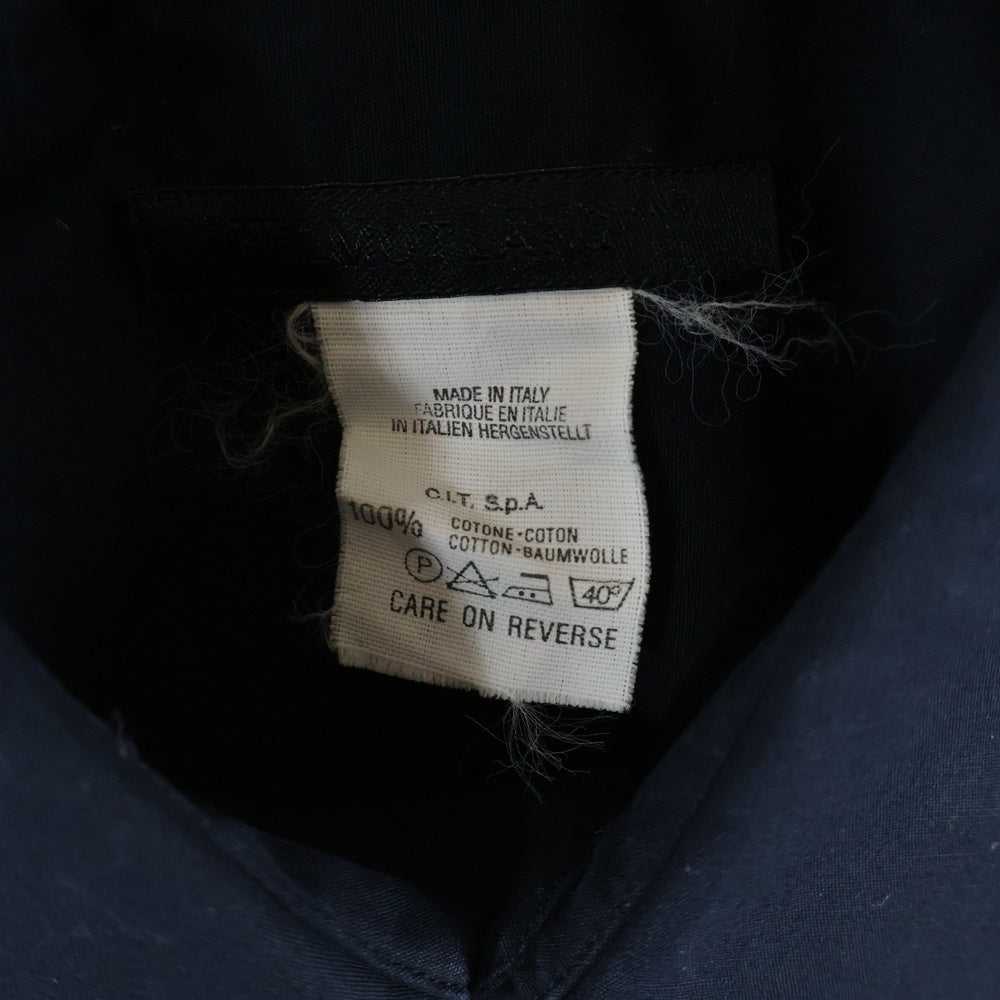 MADE IN ITALY
FABRIQUE EN ITALIE
IN ITALIEN HERGENSTELLT
C.I.T. S.p.A.
100% COTONE-COTON
COTTON-BAUMWOLLE
P 40°
CARE ON REVERSE